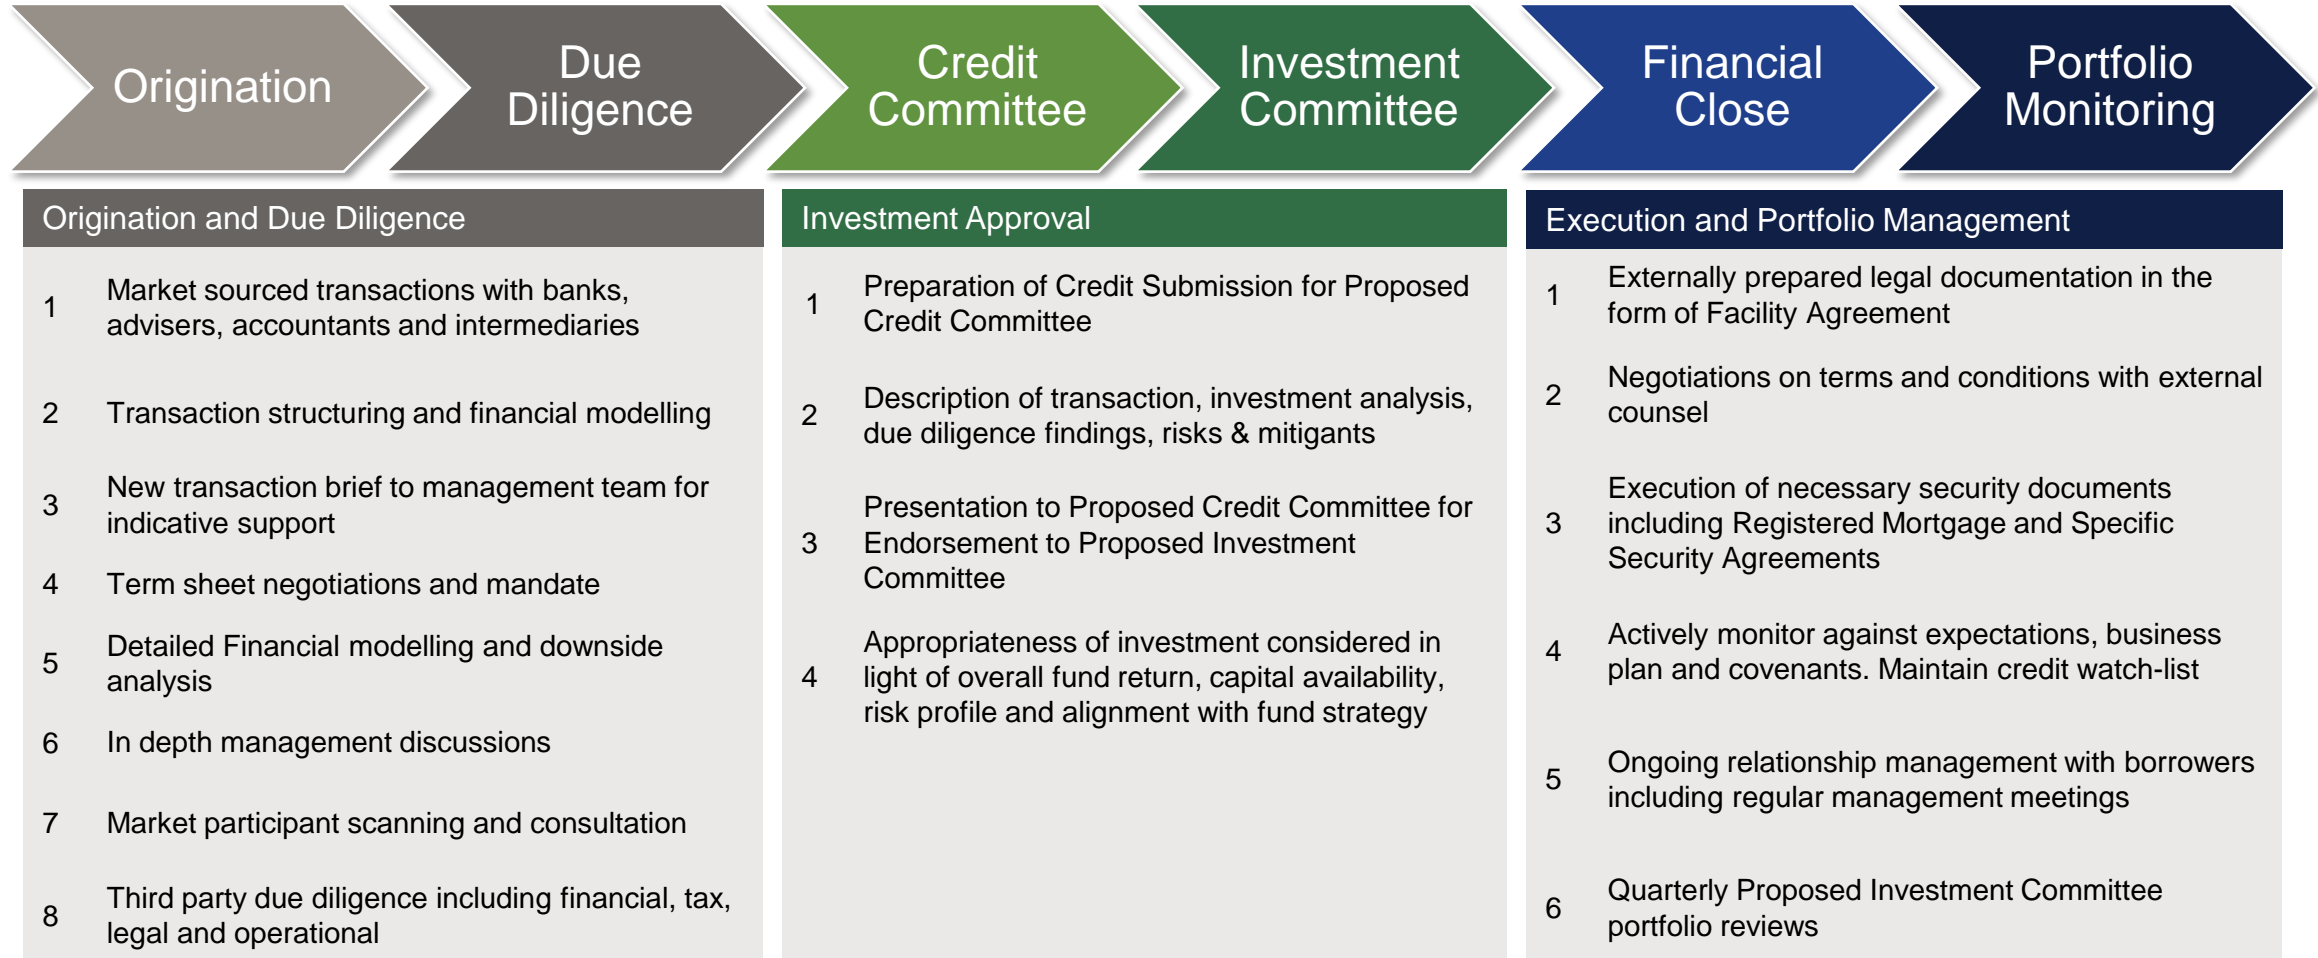 Origination
Due
Diligence
Credit
Committee
Investment
Committee
Financial
Close
Portfolio
Monitoring
Origination and Due Diligence
1 Market sourced transactions with banks,
advisers, accountants and intermediaries
2 Transaction structuring and financial modelling
3 New transaction brief to management team for
indicative support
4 Term sheet negotiations and mandate
5 Detailed Financial modelling and downside
analysis
6 In depth management discussions
7 Market participant scanning and consultation
8 Third party due diligence including financial, tax,
legal and operational
Investment Approval
1 Preparation of Credit Submission for Proposed
Credit Committee
2 Description of transaction, investment analysis,
due diligence findings, risks & mitigants
3 Presentation to Proposed Credit Committee for
Endorsement to Proposed Investment
Committee
4 Appropriateness of investment considered in
light of overall fund return, capital availability,
risk profile and alignment with fund strategy
Execution and Portfolio Management
1 Externally prepared legal documentation in the
form of Facility Agreement
2 Negotiations on terms and conditions with external
counsel
3 Execution of necessary security documents
including Registered Mortgage and Specific
Security Agreements
4 Actively monitor against expectations, business
plan and covenants. Maintain credit watch-list
5 Ongoing relationship management with borrowers
including regular management meetings
6 Quarterly Proposed Investment Committee
portfolio reviews